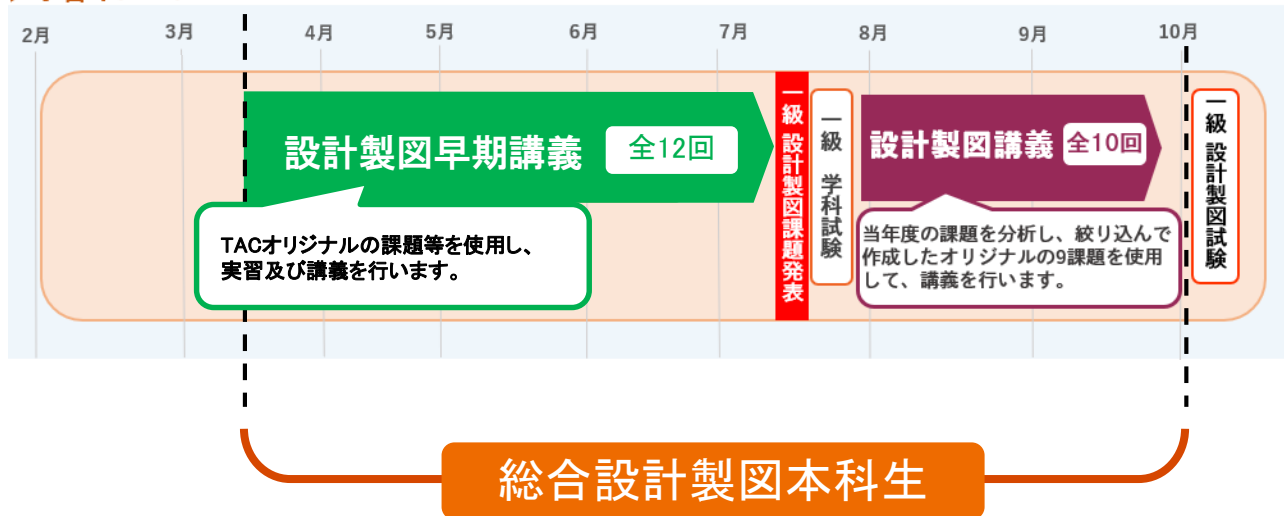 2月
3月
4月
5月
6月
7月
8月
9月
10月
設計製図早期講義
全12回
TACオリジナルの課題等を使用し、
実習及び講義を行います。
一級 設計製図課題発表
一級 学科試験
設計製図講義
全10回
当年度の課題を分析し、絞り込んで
作成したオリジナルの9課題を使用
して、講義を行います。
一級 設計製図試験
総合設計製図本科生